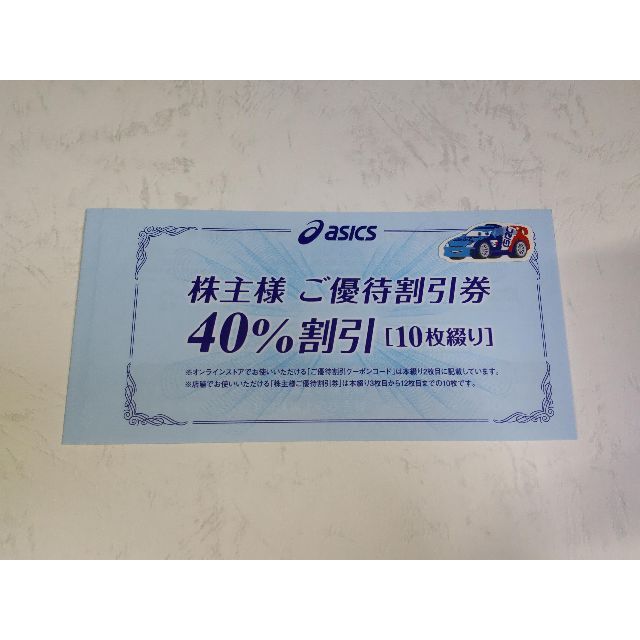 asics
株主様 ご優待割引券
40%割引 [10枚綴り]
※オンラインストアでお使いいただける「ご優待割引クーポンコード」は本綴り2枚目に記載しています。
※店舗でお使いいただける「株主様ご優待割引券」は本綴り3枚目から12枚目までの10枚です。